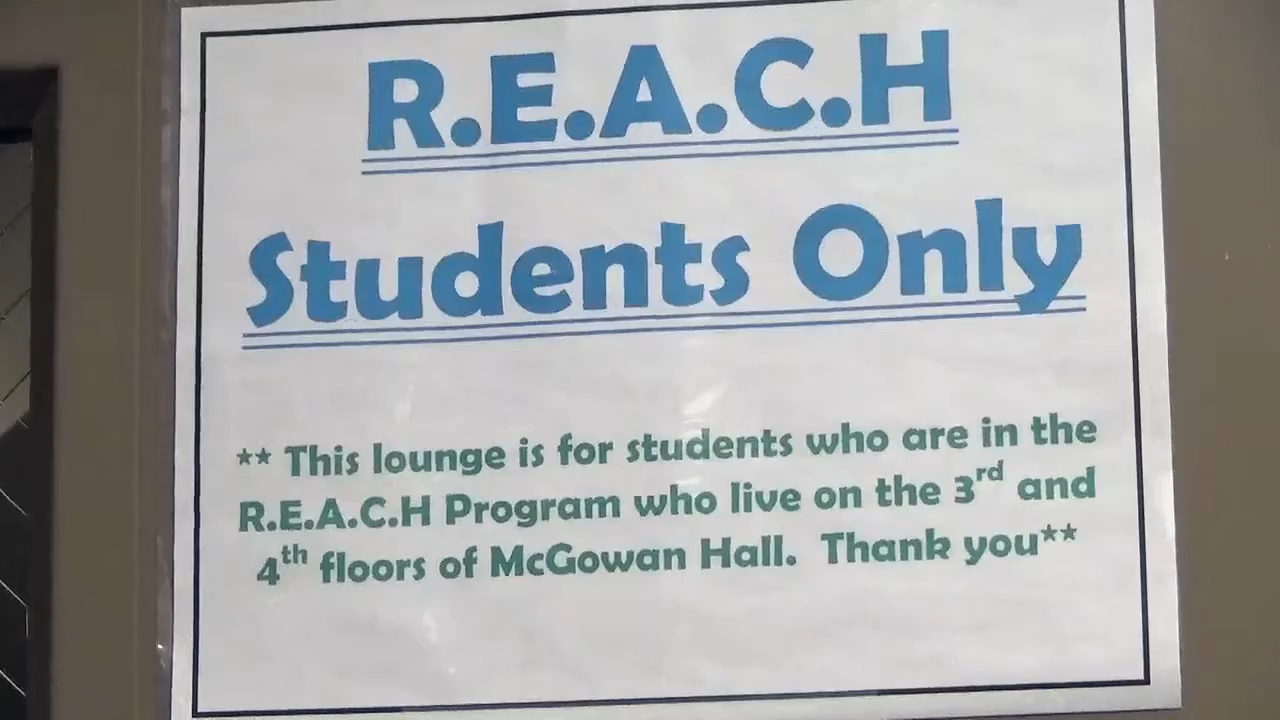 R.E.A.C.H
Students Only
** This lounge is for students who are in the
R.E.A.C.H Program who live on the 3rd and
4th floors of McGowan Hall. Thank you**